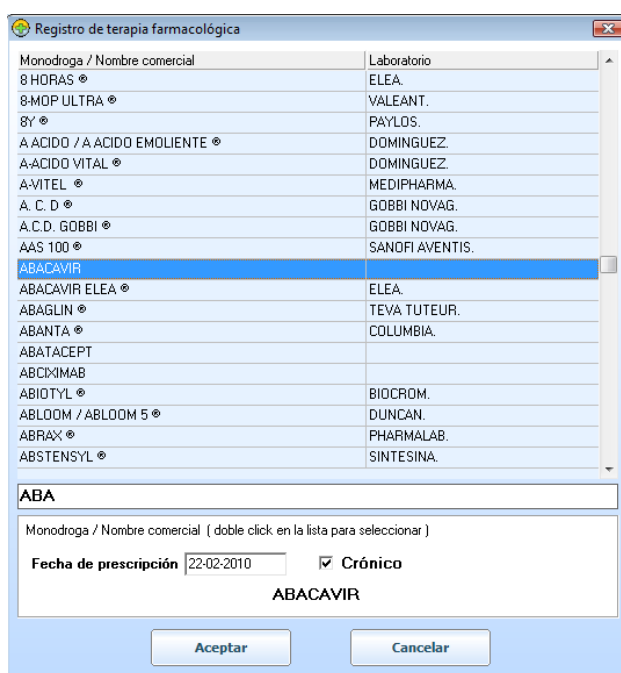 Registro de terapia farmacológica
Monodroga / Nombre comercial Laboratorio
8 HORAS ® ELEA.
8-MOP ULTRA ® VALEANT.
8Y ® PAYLOS.
A ACIDO / A ACIDO EMOLIENTE ® DOMINGUEZ.
A-ACIDO VITAL ® DOMINGUEZ.
A-VITEL ® MEDIPHARMA.
A. C. D ® GOBBI NOVAG.
A.C.D. GOBBI ® GOBBI NOVAG.
AAS 100 ® SANOFI AVENTIS.
ABACAVIR
ABACAVIR ELEA ® ELEA.
ABAGLIN ® TEVA TUTEUR.
ABANTA ® COLUMBIA.
ABATACEPT
ABCIXIMAB
ABIOTYL ® BIOCROM.
ABLOOM / ABLOOM 5 ® DUNCAN.
ABRAX ® PHARMALAB.
ABSTENSYL ® SINTESINA.
ABA
Monodroga / Nombre comercial ( doble click en la lista para seleccionar )
Fecha de prescripción 22-02-2010 Crónico
ABACAVIR
Aceptar Cancelar